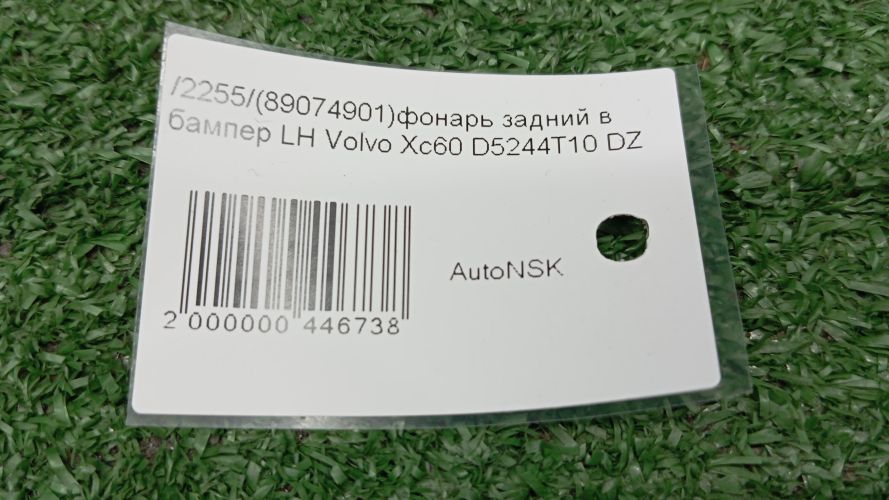 /2255/(89074901)фонарь задний в
бампер LH Volvo Xc60 D5244T10 DZ
AutoNSK
2 000000 446738